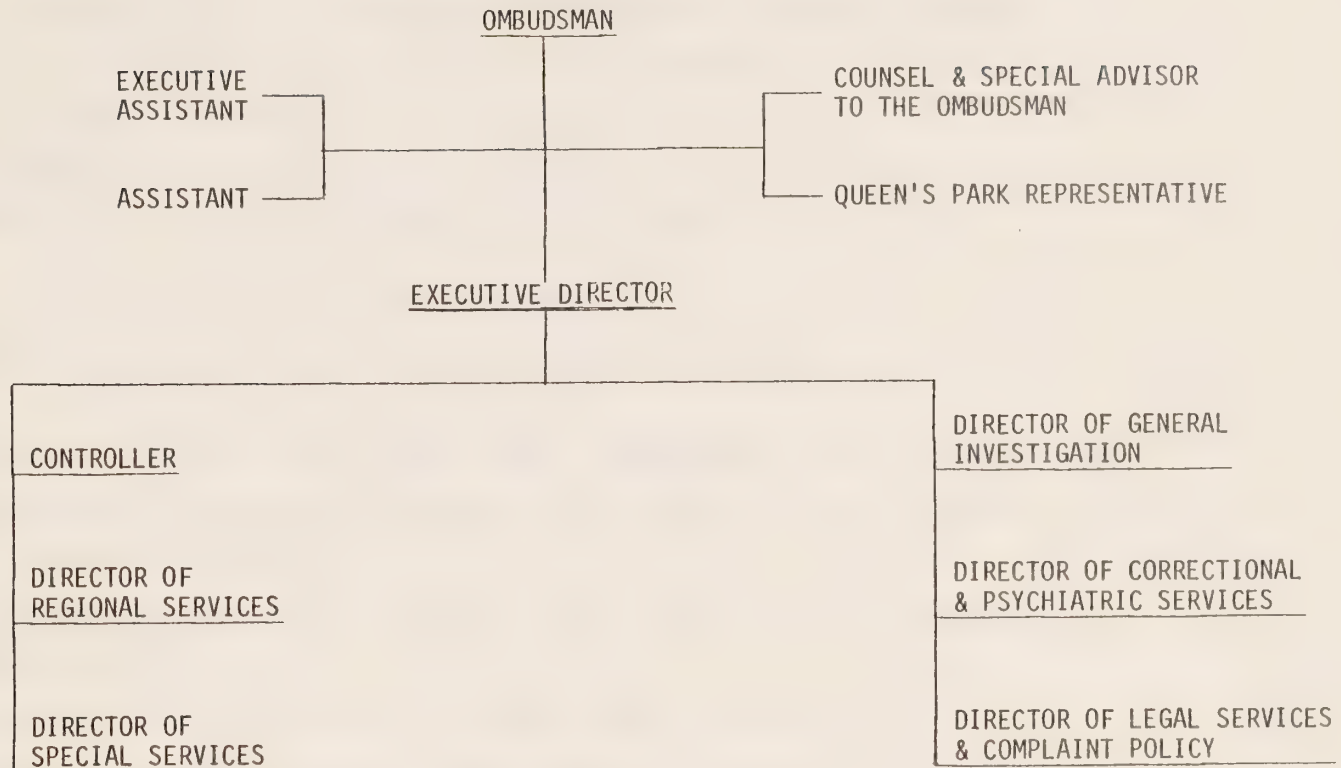 OMBUDSMAN
EXECUTIVE
ASSISTANT
ASSISTANT
COUNSEL & SPECIAL ADVISOR
TO THE OMBUDSMAN
QUEEN'S PARK REPRESENTATIVE
EXECUTIVE DIRECTOR
CONTROLLER
DIRECTOR OF
REGIONAL SERVICES
DIRECTOR OF
SPECIAL SERVICES
DIRECTOR OF GENERAL
INVESTIGATION
DIRECTOR OF CORRECTIONAL
& PSYCHIATRIC SERVICES
DIRECTOR OF LEGAL SERVICES
& COMPLAINT POLICY